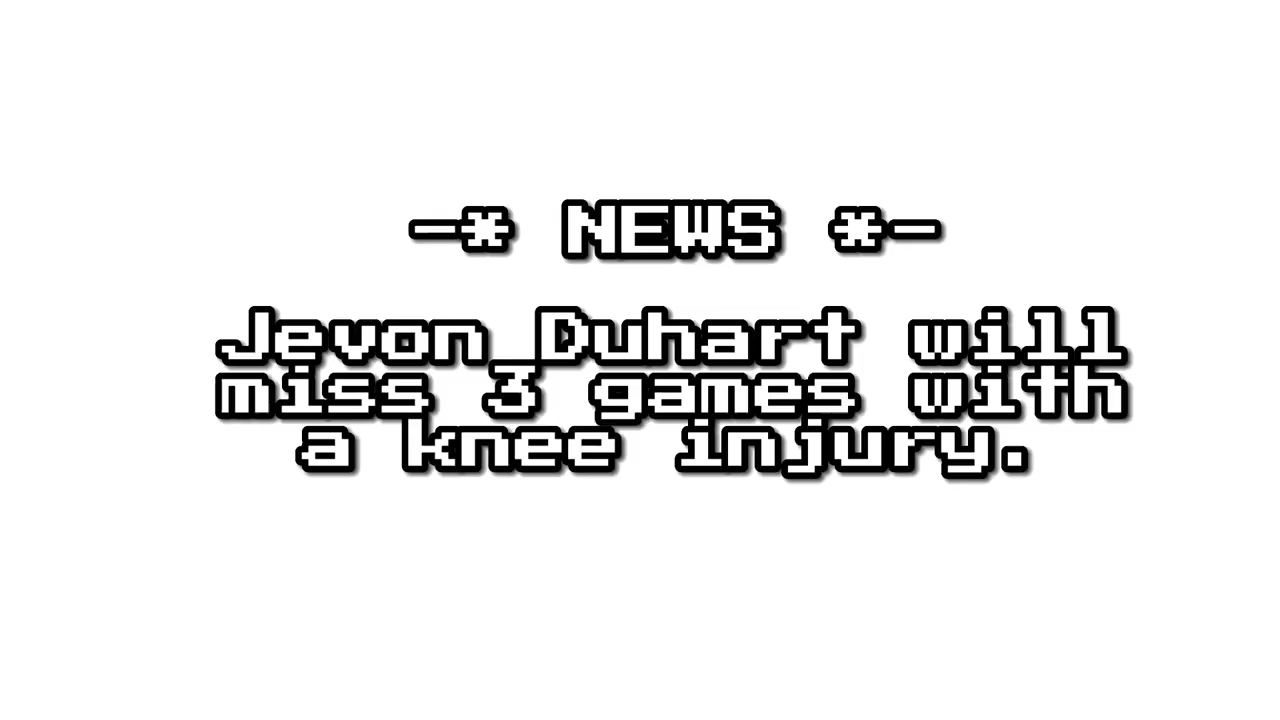 -* NEWS *-
Jevon Duhart will
miss 3 games with
a knee injury.